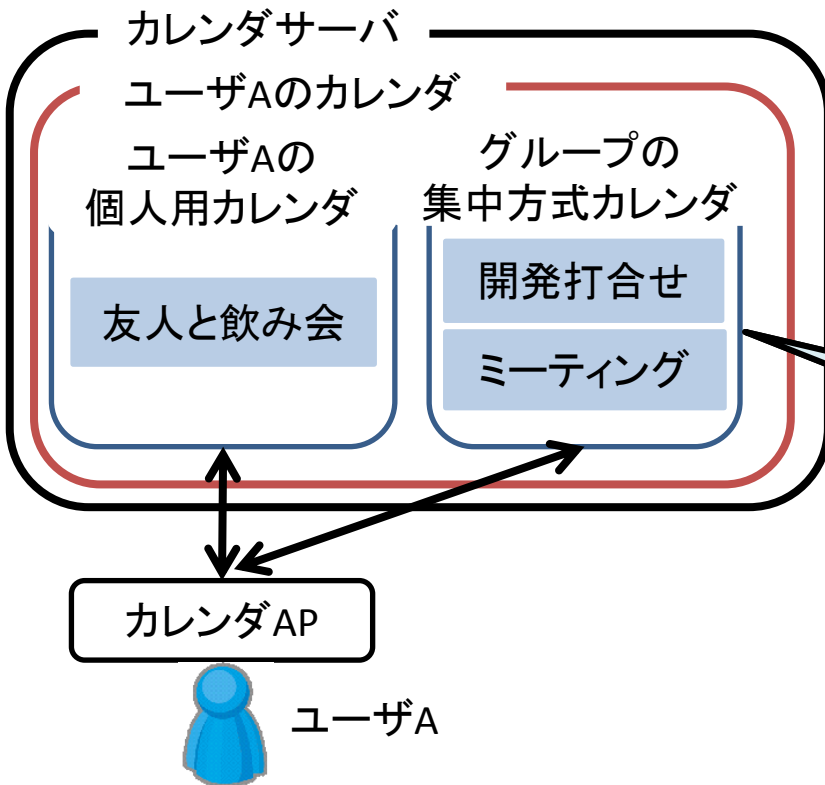 カレンダサーバ
ユーザAのカレンダ
ユーザAの
個人用カレンダ
友人と飲み会
グループの
集中方式カレンダ
開発打合せ
ミーティング
カレンダAP
ユーザA